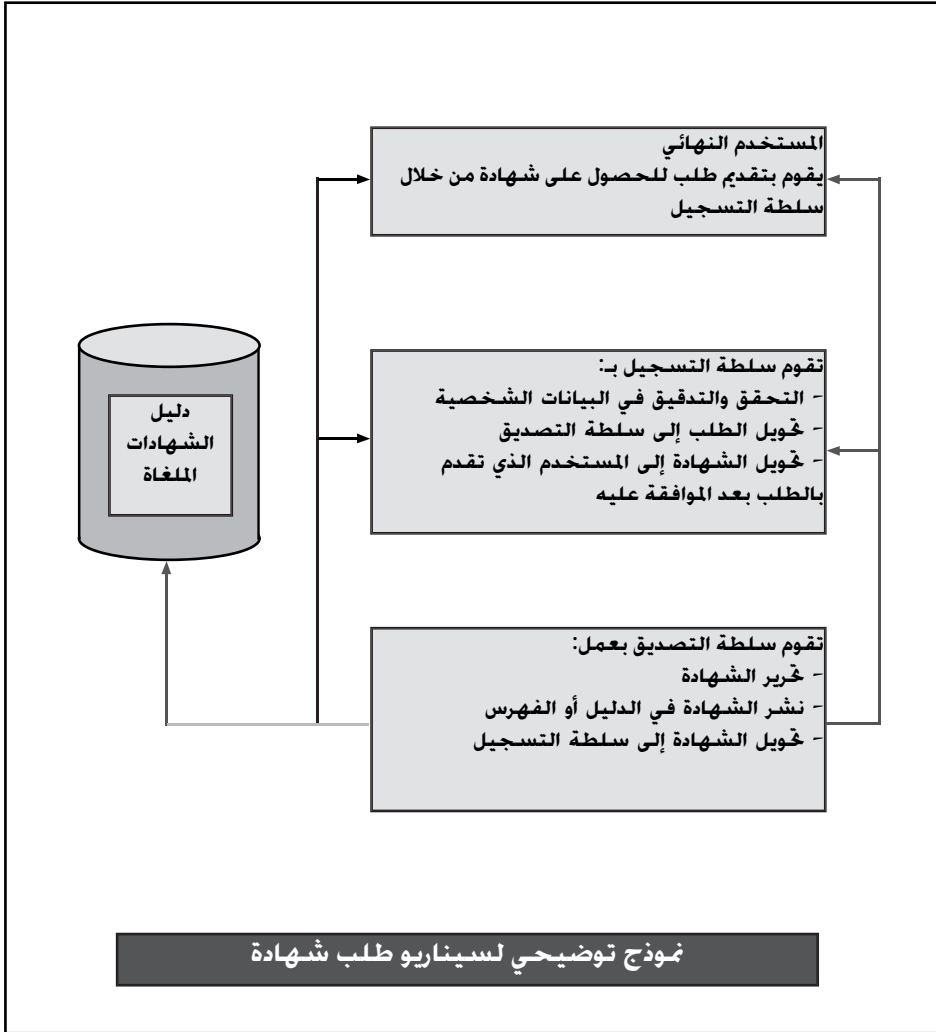 المستخدم النهائي
يقوم بتقديم طلب للحصول على شهادة من خلال
سلطة التسجيل
تقوم سلطة التسجيل بـ:
- التحقق والتدقيق في البيانات الشخصية
- تحويل الطلب إلى سلطة التصديق
- تحويل الشهادة إلى المستخدم الذي تقدم
بالطلب بعد الموافقة عليه
دليل
الشهادات
الملغاة
تقوم سلطة التصديق بعمل:
- تحرير الشهادة
- نشر الشهادة في الدليل أو الفهرس
- تحويل الشهادة إلى سلطة التسجيل
نموذج توضيحي لسيناريو طلب شهادة